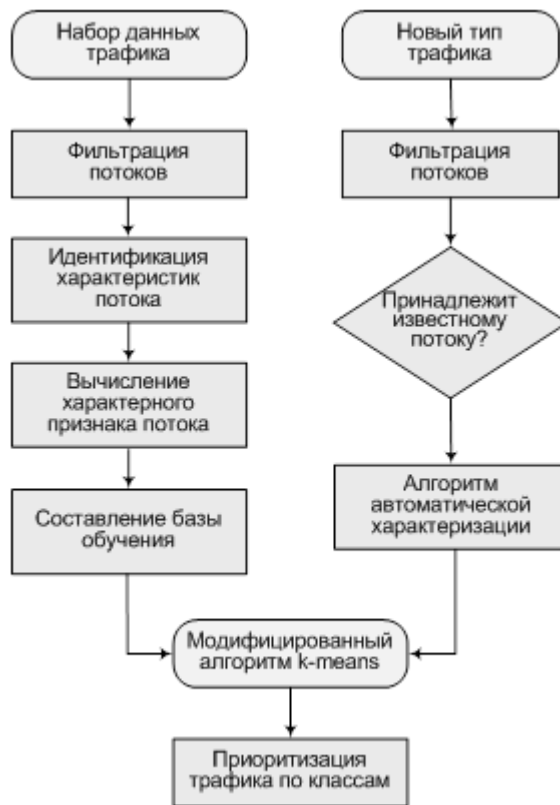 Набор данных
трафика
Фильтрация
потоков
Идентификация
характеристик
потока
Вычисление
характерного
признака потока
Составление базы
обучения
Новый тип
трафика
Фильтрация
потоков
Принадлежит
известному
потоку?
Алгоритм
автоматической
характеризации
Модифицированный
алгоритм k-means
Приоритизация
трафика по классам